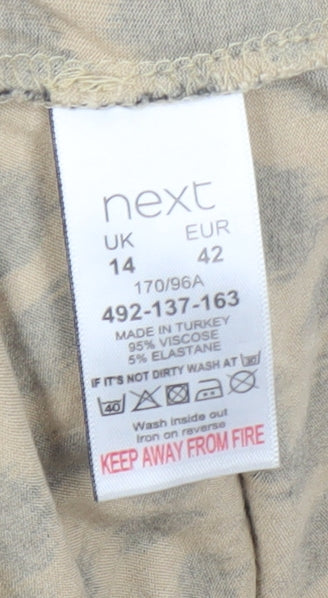 next
UK EUR
14 42
170/96A
492-137-163
MADE IN TURKEY
95% VISCOSE
5% ELASTANE
IF IT'S NOT DIRTY WASH AT 30
40
Wash inside out
Iron on reverse
KEEP AWAY FROM FIRE